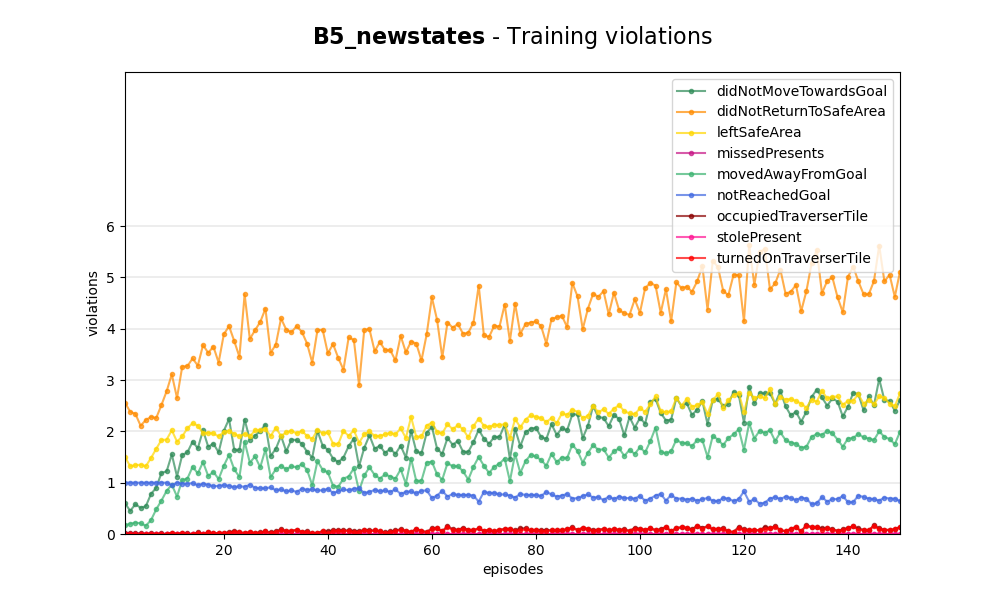 B5_newstates - Training violations
didNotMoveTowardsGoal
didNotReturnToSafeArea
leftSafeArea
missedPresents
movedAwayFromGoal
notReachedGoal
occupiedTraverserTile
stolePresent
turnedOnTraverserTile
6
5
4
3
2
1
0
violations
20 40 60 80 100 120 140
episodes